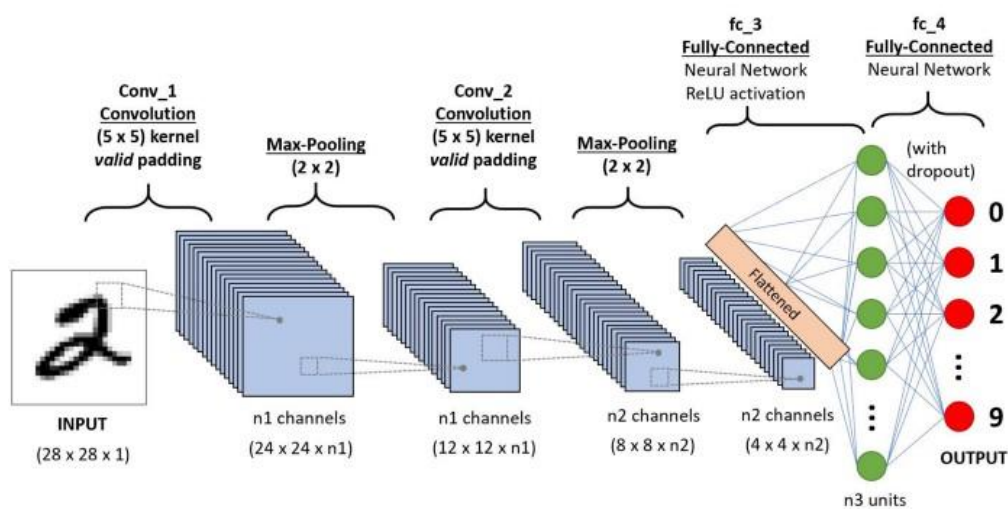 fc_3
Fully-Connected
Neural Network
ReLU activation
fc_4
Fully-Connected
Neural Network
Conv_1
Convolution
(5 x 5) kernel
valid padding
Max-Pooling
(2 x 2)
Conv_2
Convolution
(5 x 5) kernel
valid padding
Max-Pooling
(2 x 2)
(with
dropout)
Flattened
0
1
2
9
INPUT
(28 x 28 x 1)
n1 channels
(24 x 24 x n1)
n1 channels
(12 x 12 x n1)
n2 channels
(8 x 8 x n2)
n2 channels
(4 x 4 x n2)
OUTPUT
n3 units
2